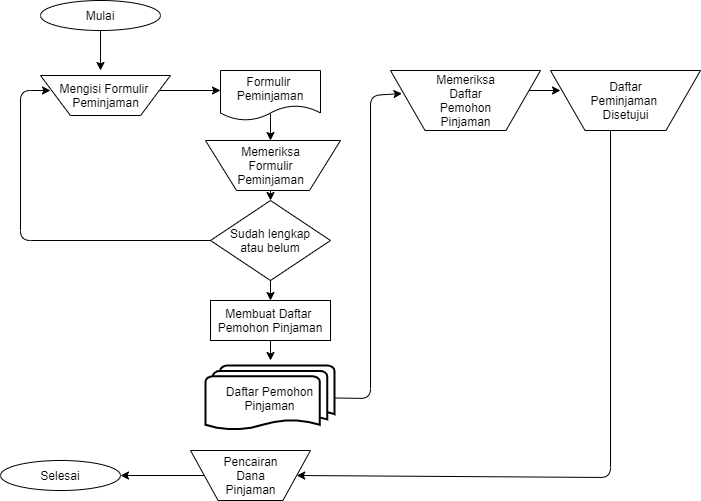 Mulai
Mengisi Formulir
Peminjaman
Formulir
Peminjaman
Memeriksa
Formulir
Peminjaman
Sudah lengkap
atau belum
Membuat Daftar
Pemohon Pinjaman
Daftar Pemohon
Pinjaman
Memeriksa
Daftar
Pemohon
Pinjaman
Daftar
Peminjaman
Disetujui
Pencairan
Dana
Pinjaman
Selesai